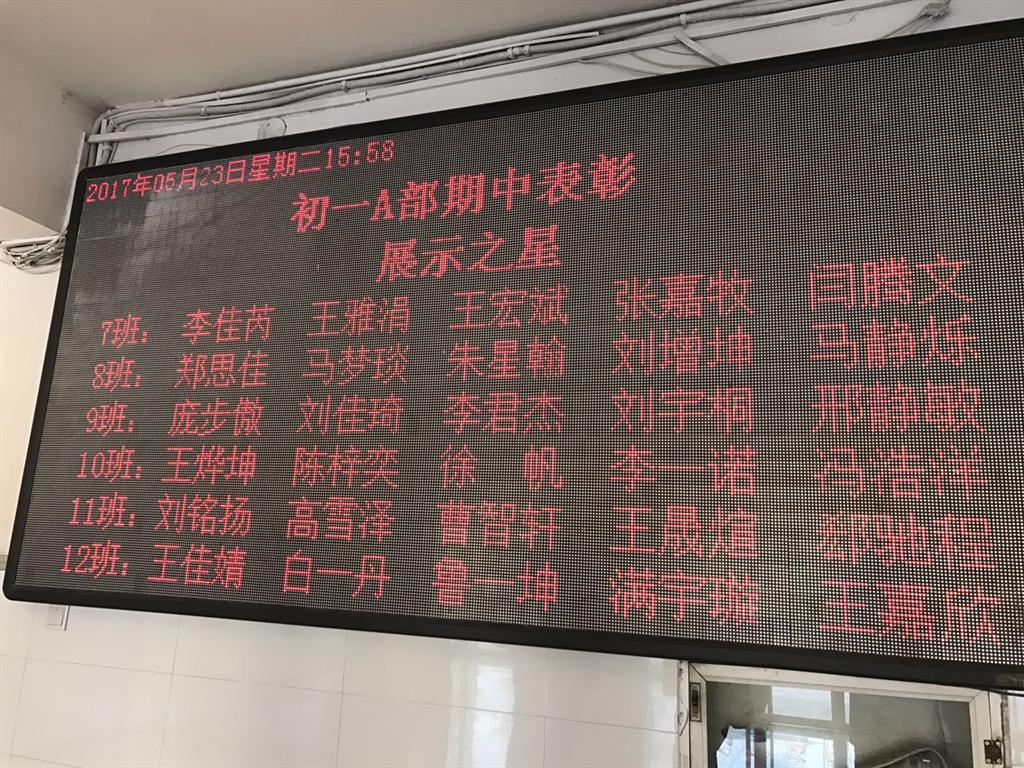 2017年05月23日星期二15:58
初一A部期中表彰
展示之星
7班: 李佳芮 王雅涓 王宏斌 张嘉牧 闫腾文
8班: 郑思佳 马梦琰 朱星翰 刘增坤 马静烁
9班: 庞步傲 刘佳琦 李君杰 刘宇桐 邢静敏
10班: 王烨坤 陈梓奕 徐 帆 李一诺 冯浩洋
11班: 刘铭扬 高雪泽 曹智轩 王晟煊 驰程
12班: 王佳婧 白一丹 鲁一坤 满宇璇 王嘉欣